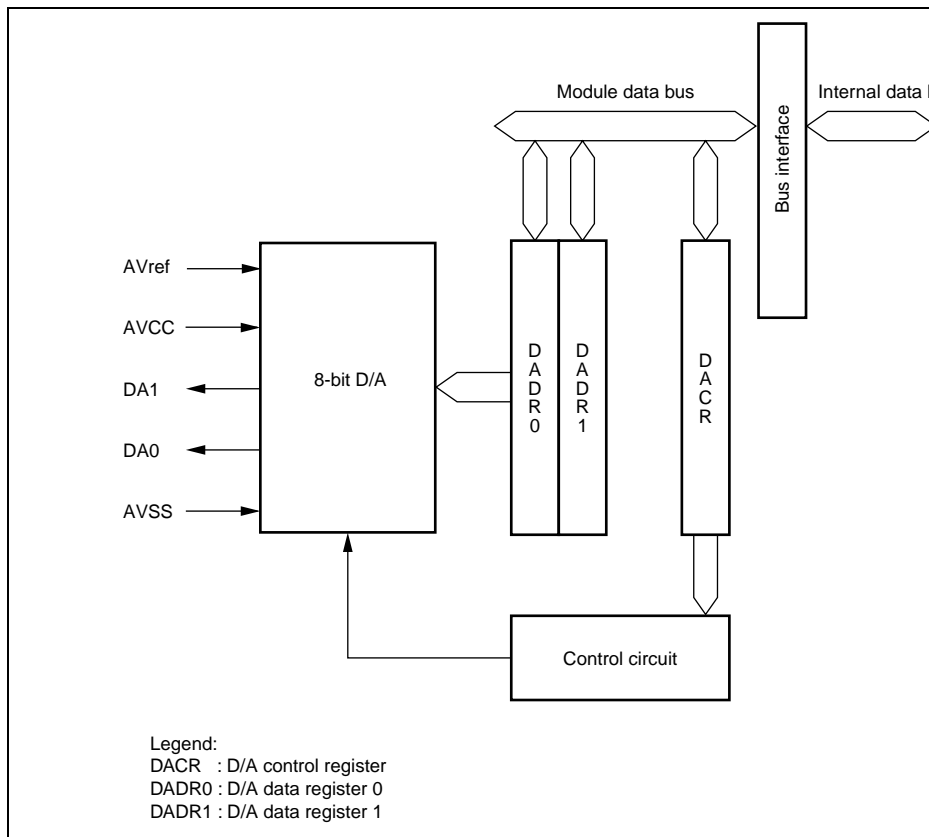 Module data bus
Internal data
Bus interface
AVref
AVCC
DA1
DA0
AVSS
8-bit D/A
DADR0
DADR1
DACR
Control circuit
Legend:
DACR : D/A control register
DADR0 : D/A data register 0
DADR1 : D/A data register 1